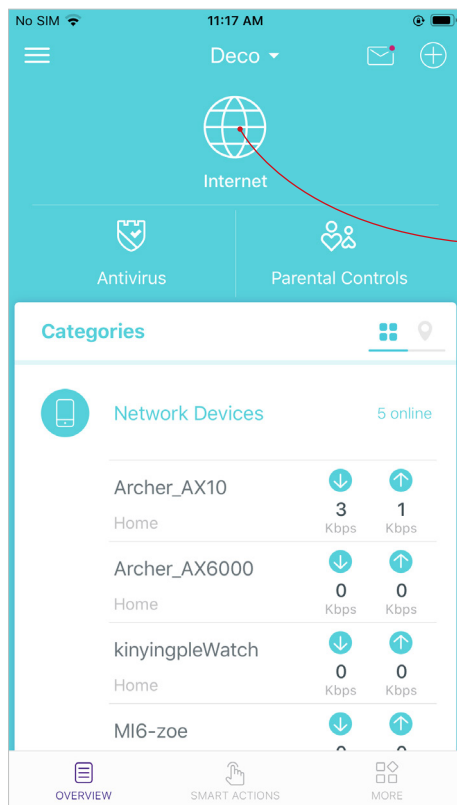 No SIM 11:17 AM
Deco
Internet
Antivirus Parental Controls
Categories
Network Devices 5 online
Archer_AX10
3 1
Home Kbps Kbps
Archer_AX6000
0 0
Home Kbps Kbps
kinyingpleWatch
0 0
Home Kbps Kbps
MI6-zoe
OVERVIEW SMART ACTIONS MORE